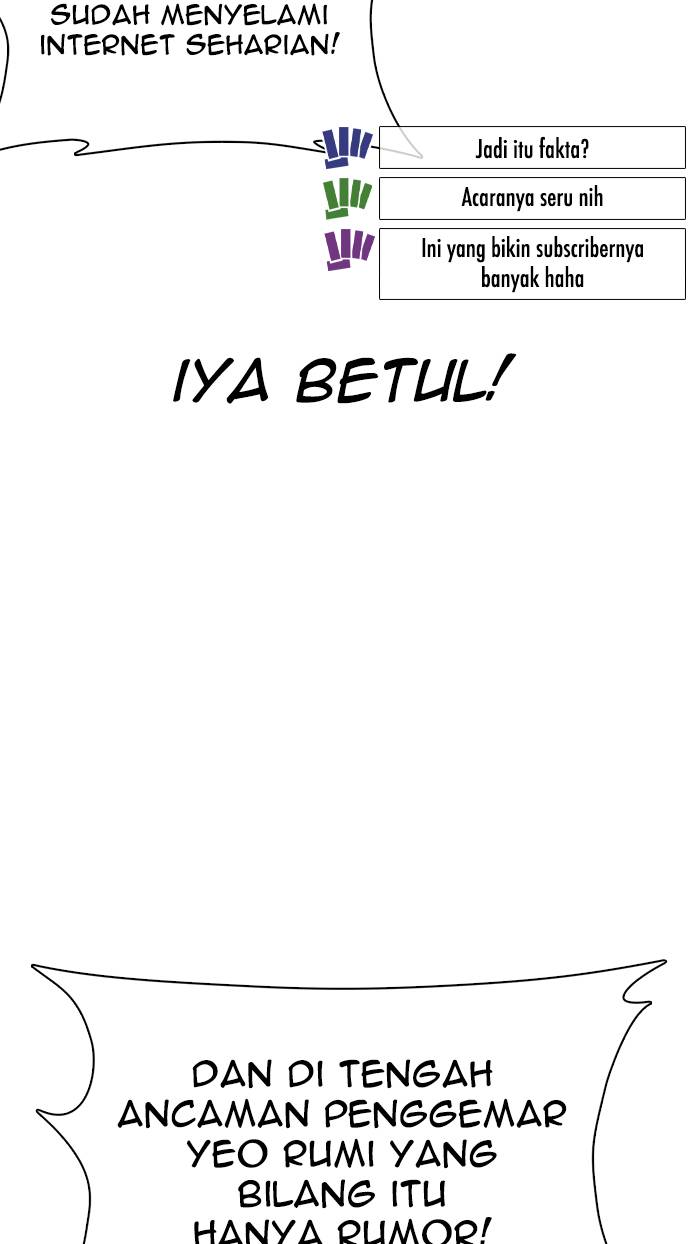 SUDAH MENYELAMI
INTERNET SEHARIAN!
Jadi itu fakta?
Acaranya seru nih
Ini yang bikin subscribernya
banyak haha
IYA BETUL!
DAN DI TENGAH
ANCAMAN PENGGEMAR
YEO RUMI YANG
BILANG ITU
HANYA RUMOR!